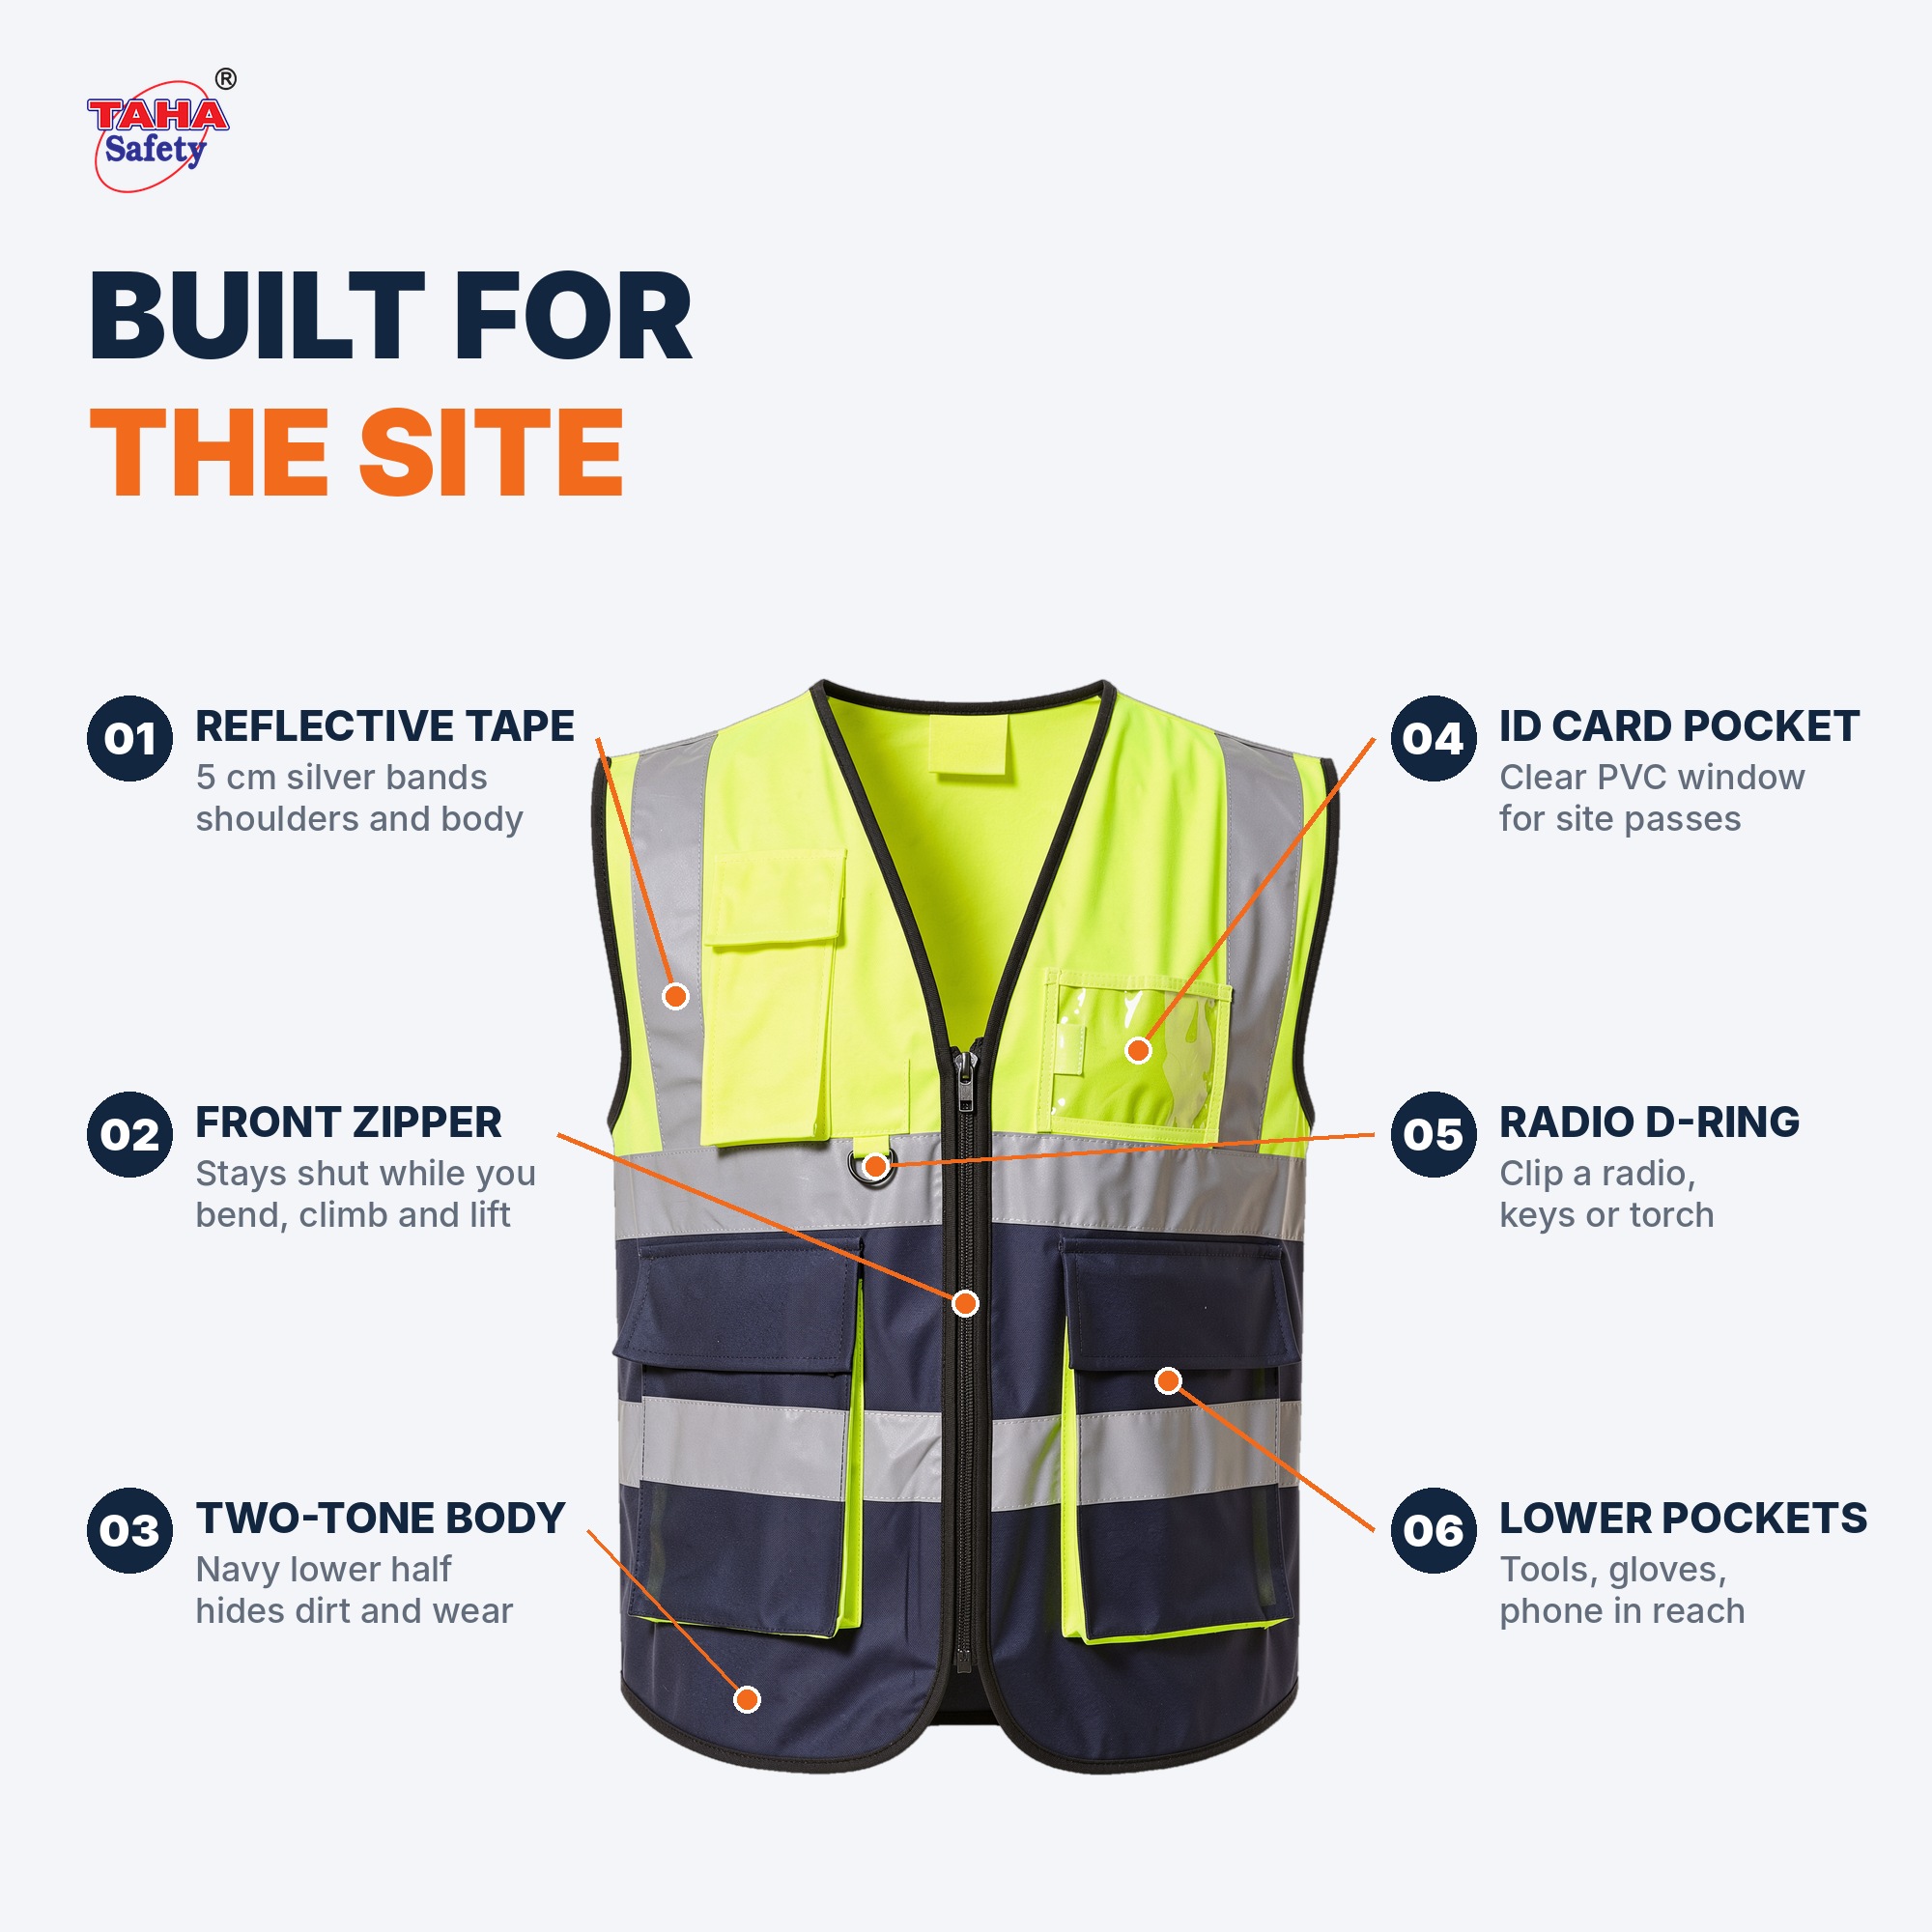 TAHA ®
Safety
BUILT FOR
THE SITE
01
REFLECTIVE TAPE
5 cm silver bands
shoulders and body
02
FRONT ZIPPER
Stays shut while you
bend, climb and lift
03
TWO-TONE BODY
Navy lower half
hides dirt and wear
04
ID CARD POCKET
Clear PVC window
for site passes
05
RADIO D-RING
Clip a radio,
keys or torch
06
LOWER POCKETS
Tools, gloves,
phone in reach